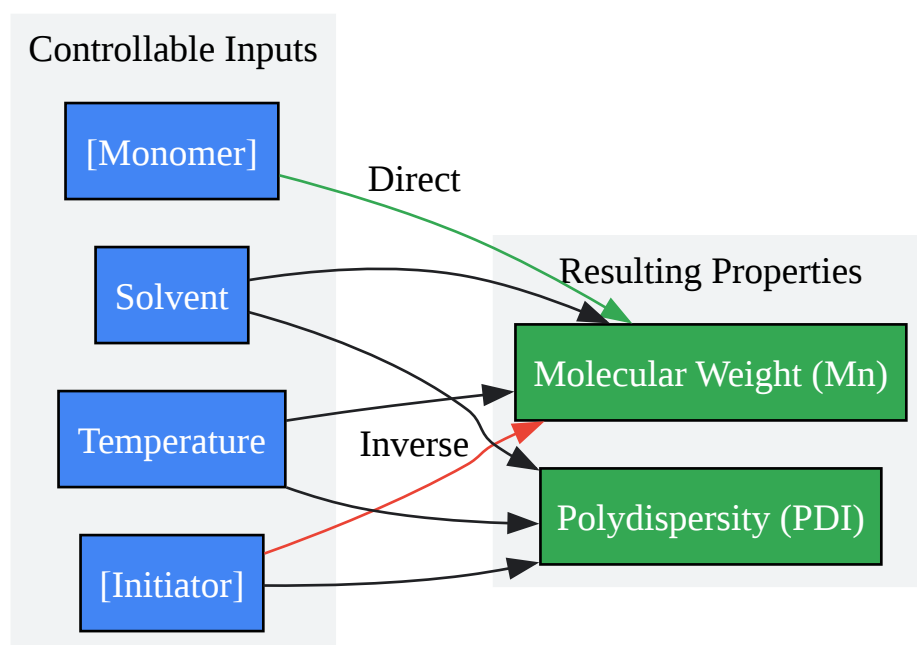 Controllable Inputs
[Monomer]
Direct
Solvent
Resulting Properties
Molecular Weight (Mn)
Temperature
Inverse
Polydispersity (PDI)
[Initiator]